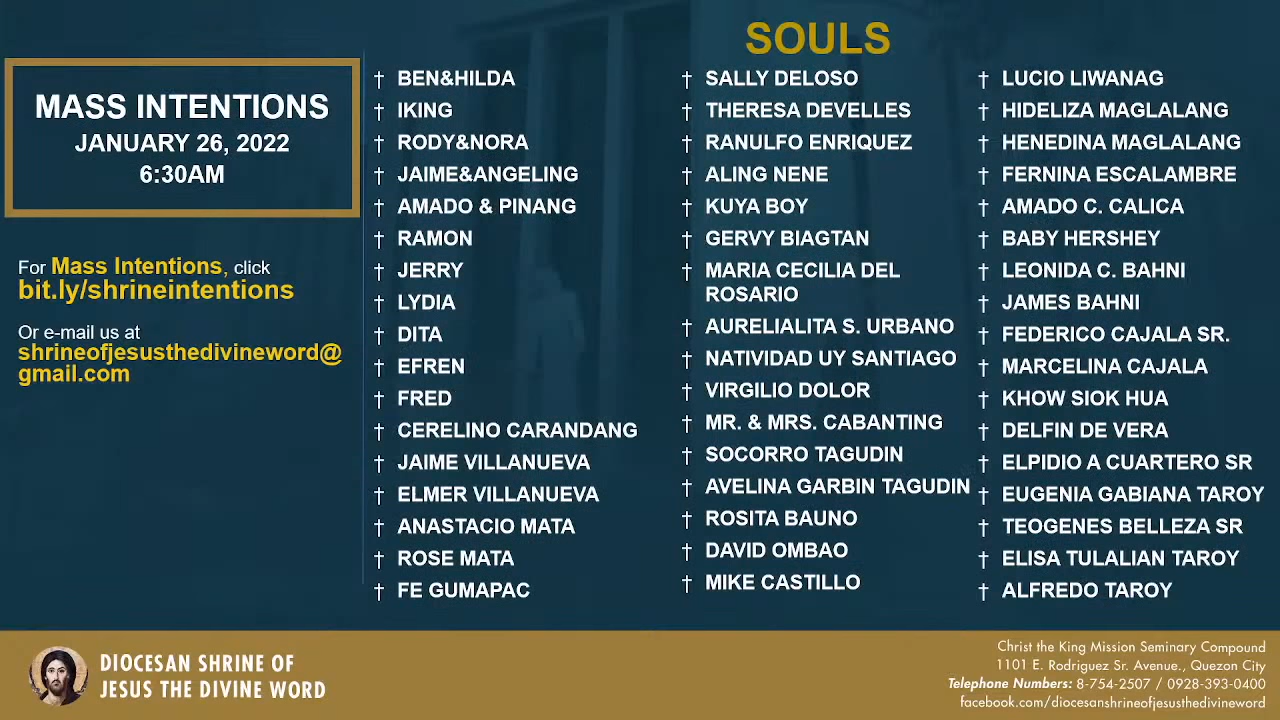 SOULS
MASS INTENTIONS
JANUARY 26, 2022
6:30AM
For Mass Intentions, click
bit.ly/shrineintentions
Or e-mail us at
shrineofjesusthedivineword@
gmail.com
† BEN&HILDA
† IKING
† RODY&NORA
† JAIME&ANGELING
† AMADO & PINANG
† RAMON
† JERRY
† LYDIA
† DITA
† EFREN
† FRED
† CERELINO CARANDANG
† JAIME VILLANUEVA
† ELMER VILLANUEVA
† ANASTACIO MATA
† ROSE MATA
† FE GUMAPAC
† SALLY DELOSO
† THERESA DEVELLES
† RANULFO ENRIQUEZ
† ALING NENE
† KUYA BOY
† GERVY BIAGTAN
† MARIA CECILIA DEL
ROSARIO
† AURELIALITA S. URBANO
† NATIVIDAD UY SANTIAGO
† VIRGILIO DOLOR
† MR. & MRS. CABANTING
† SOCORRO TAGUDIN
† AVELINA GARBIN TAGUDIN
† ROSITA BAUNO
† DAVID OMBAO
† MIKE CASTILLO
† LUCIO LIWANAG
† HIDELIZA MAGLALANG
† HENEDINA MAGLALANG
† FERNINA ESCALAMBRE
† AMADO C. CALICA
† BABY HERSHEY
† LEONIDA C. BAHNI
† JAMES BAHNI
† FEDERICO CAJALA SR.
† MARCELINA CAJALA
† KHOW SIOK HUA
† DELFIN DE VERA
† ELPIDIO A CUARTERO SR
† EUGENIA GABIANA TAROY
† TEOGENES BELLEZA SR
† ELISA TULALIAN TAROY
† ALFREDO TAROY
DIOCESAN SHRINE OF
JESUS THE DIVINE WORD
Christ the King Mission Seminary Compound
1101 E. Rodriguez Sr. Avenue., Quezon City
Telephone Numbers: 8-754-2507 / 0928-393-0400
facebook.com/diocesanshrineofjesusthedivineword